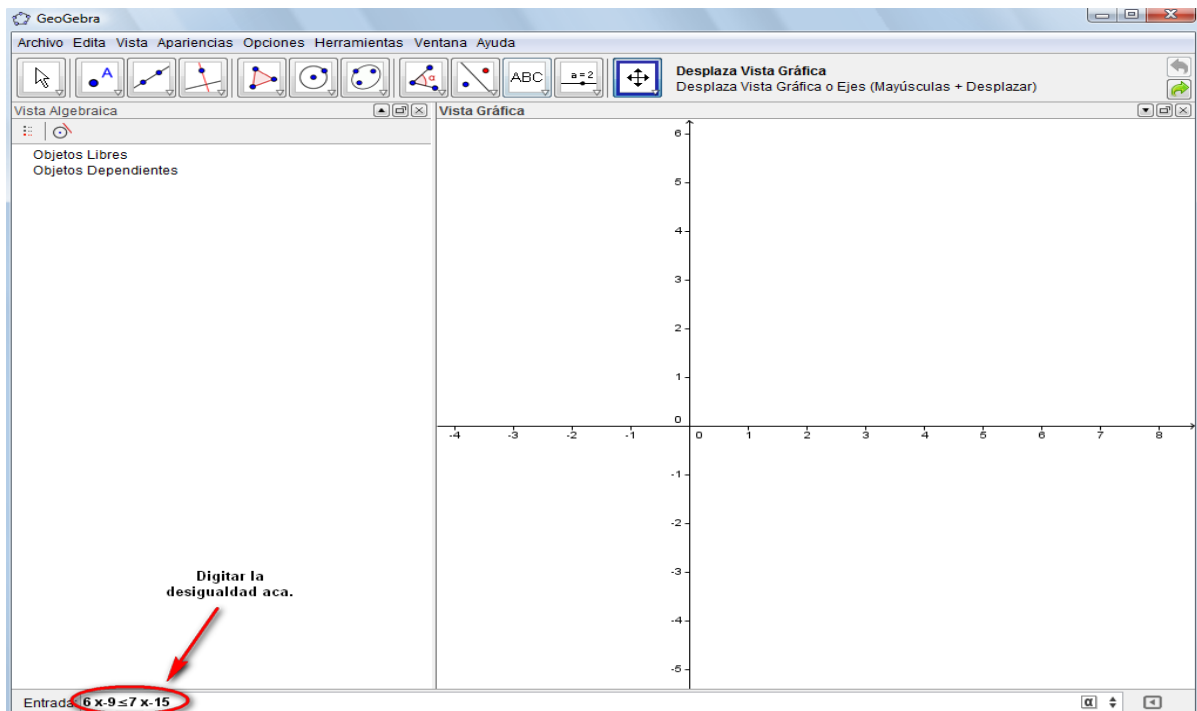 GeoGebra
Archivo Edita Vista Apariencias Opciones Herramientas Ventana Ayuda
A
α
ABC
a=2
Desplaza Vista Gráfica
Desplaza Vista Gráfica o Ejes (Mayúsculas + Desplazar)
Vista Algebraica
Vista Gráfica
Objetos Libres
Objetos Dependientes
6
5
4
3
2
1
0
-4 -3 -2 -1 0 1 2 3 4 5 6 7 8
-1
-2
-3
-4
-5
Digitar la
desigualdad aca.
Entrada: 6 x-9≤7 x-15
α